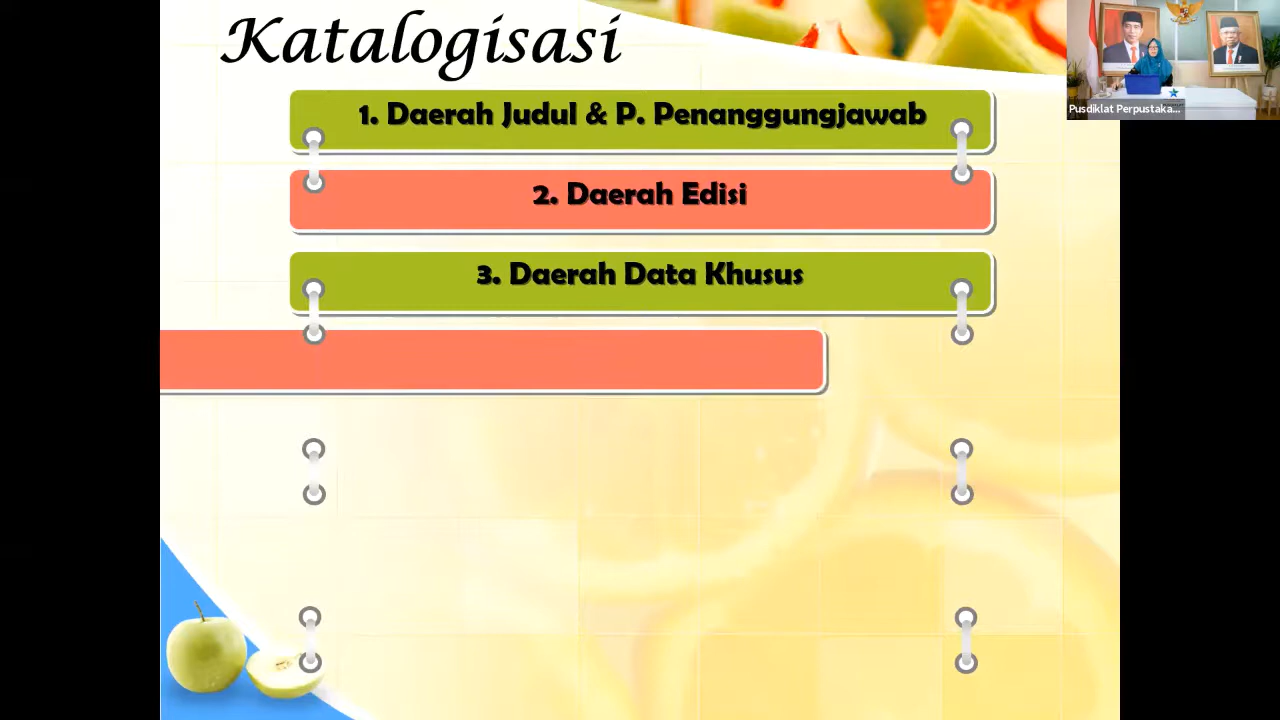 Katalogisasi
1. Daerah Judul & P. Penanggungjawab
2. Daerah Edisi
3. Daerah Data Khusus
Pusdiklat Perpustaka...